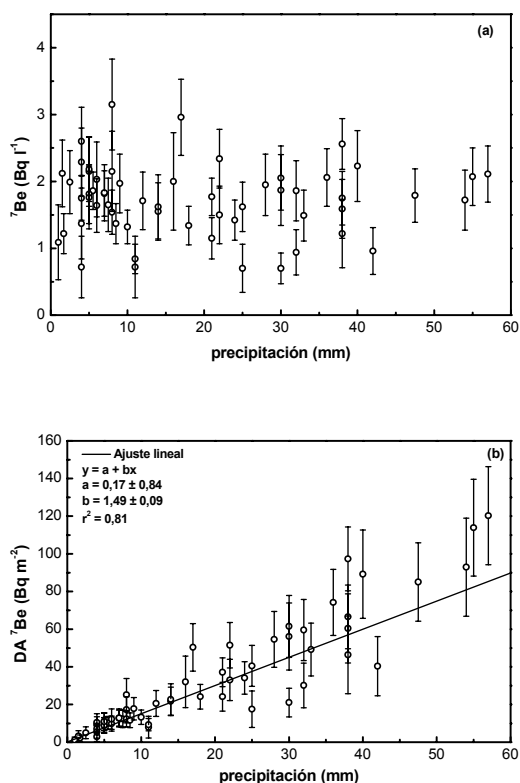 (a)
4
3
2
1
0
⁷Be (Bq l⁻¹)
0 10 20 30 40 50 60
precipitación (mm)
(b)
160
140
120
100
80
60
40
20
0
DA ⁷Be (Bq m⁻²)
Ajuste lineal
y = a + bx
a = 0,17 ± 0,84
b = 1,49 ± 0,09
r² = 0,81
0 10 20 30 40 50 60
precipitación (mm)